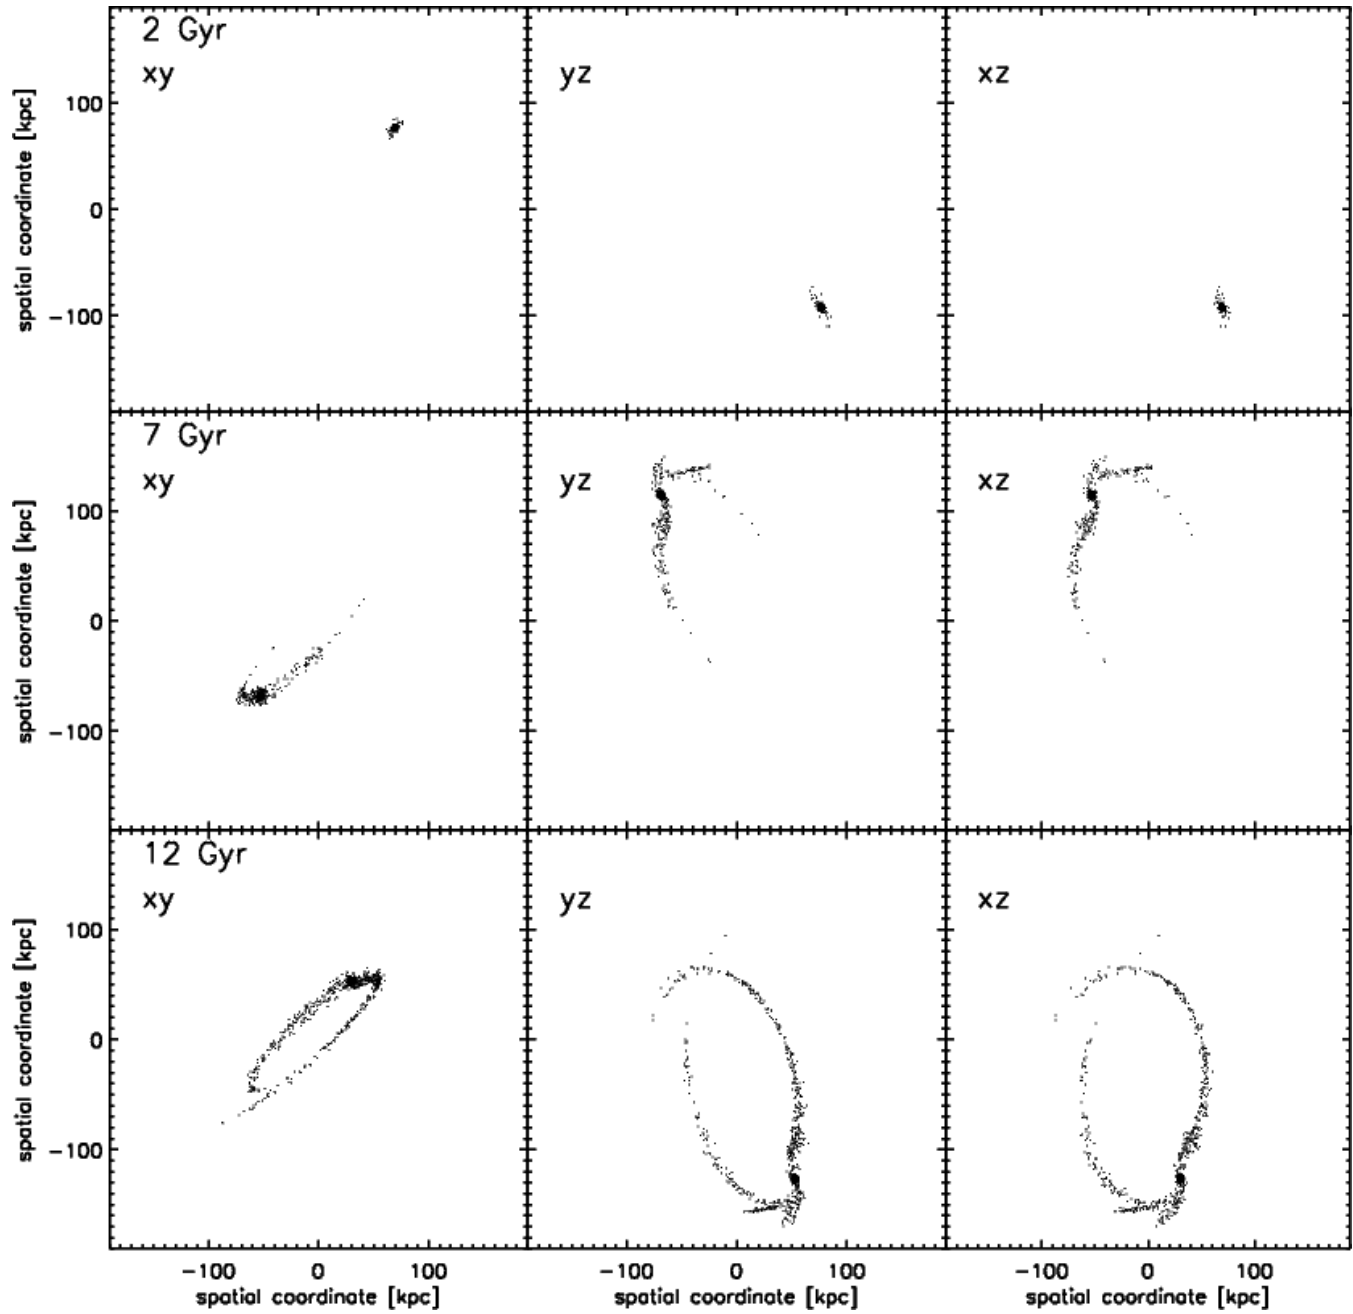 2 Gyr
xy
yz
xz
100
0
−100
spatial coordinate [kpc]
7 Gyr
xy
yz
xz
100
0
−100
spatial coordinate [kpc]
12 Gyr
xy
yz
xz
100
0
−100
spatial coordinate [kpc]
−100 0 100 −100 0 100 −100 0 100
spatial coordinate [kpc] spatial coordinate [kpc] spatial coordinate [kpc]